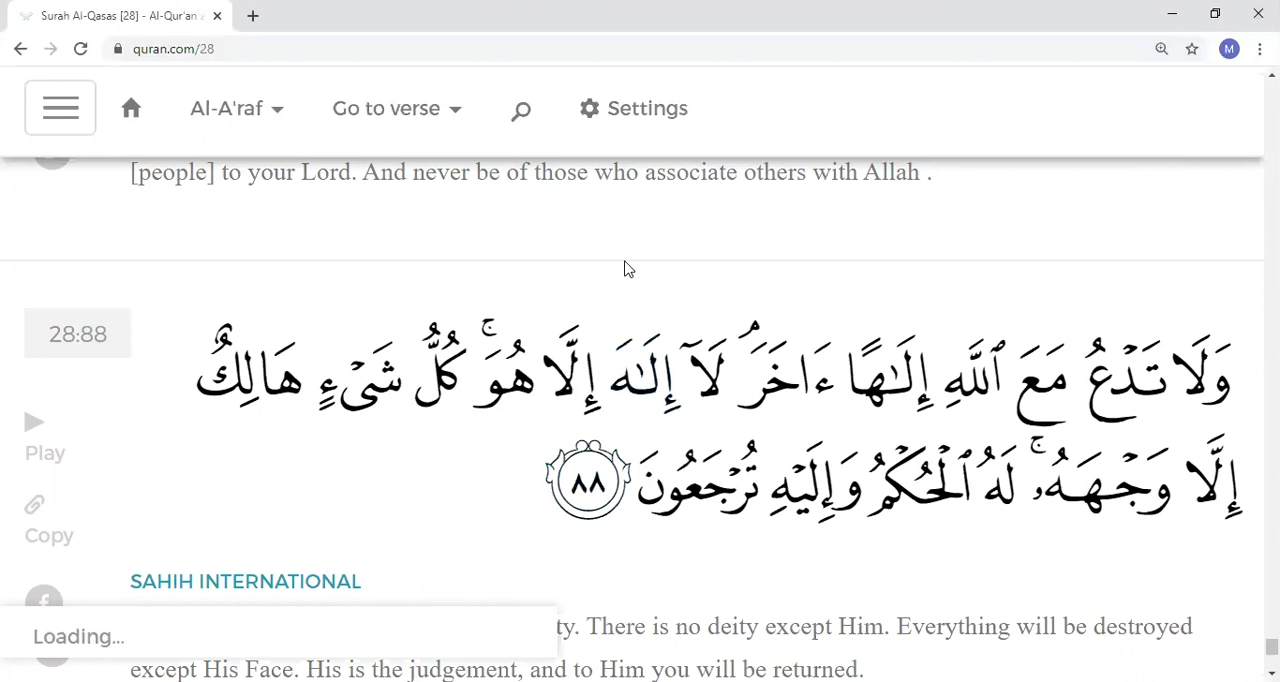 Surah Al-Qasas [28] - Al-Qur'an
quran.com/28
M
Al-A'raf
Go to verse
Settings
[people] to your Lord. And never be of those who associate others with Allah .
28:88
وَلَا تَدۡعُ مَعَ ٱللَّهِ إِلَـٰهًا ءَاخَرَۘ لَآ إِلَـٰهَ إِلَّا هُوَۚ كُلُّ شَىۡءٍ هَالِكٌ
إِلَّا وَجۡهَهُۥۚ لَهُ ٱلۡحُكۡمُ وَإِلَيۡهِ تُرۡجَعُونَ ٨٨
Play
Copy
SAHIH INTERNATIONAL
Loading...
ty. There is no deity except Him. Everything will be destroyed
except His Face. His is the judgement, and to Him you will be returned.